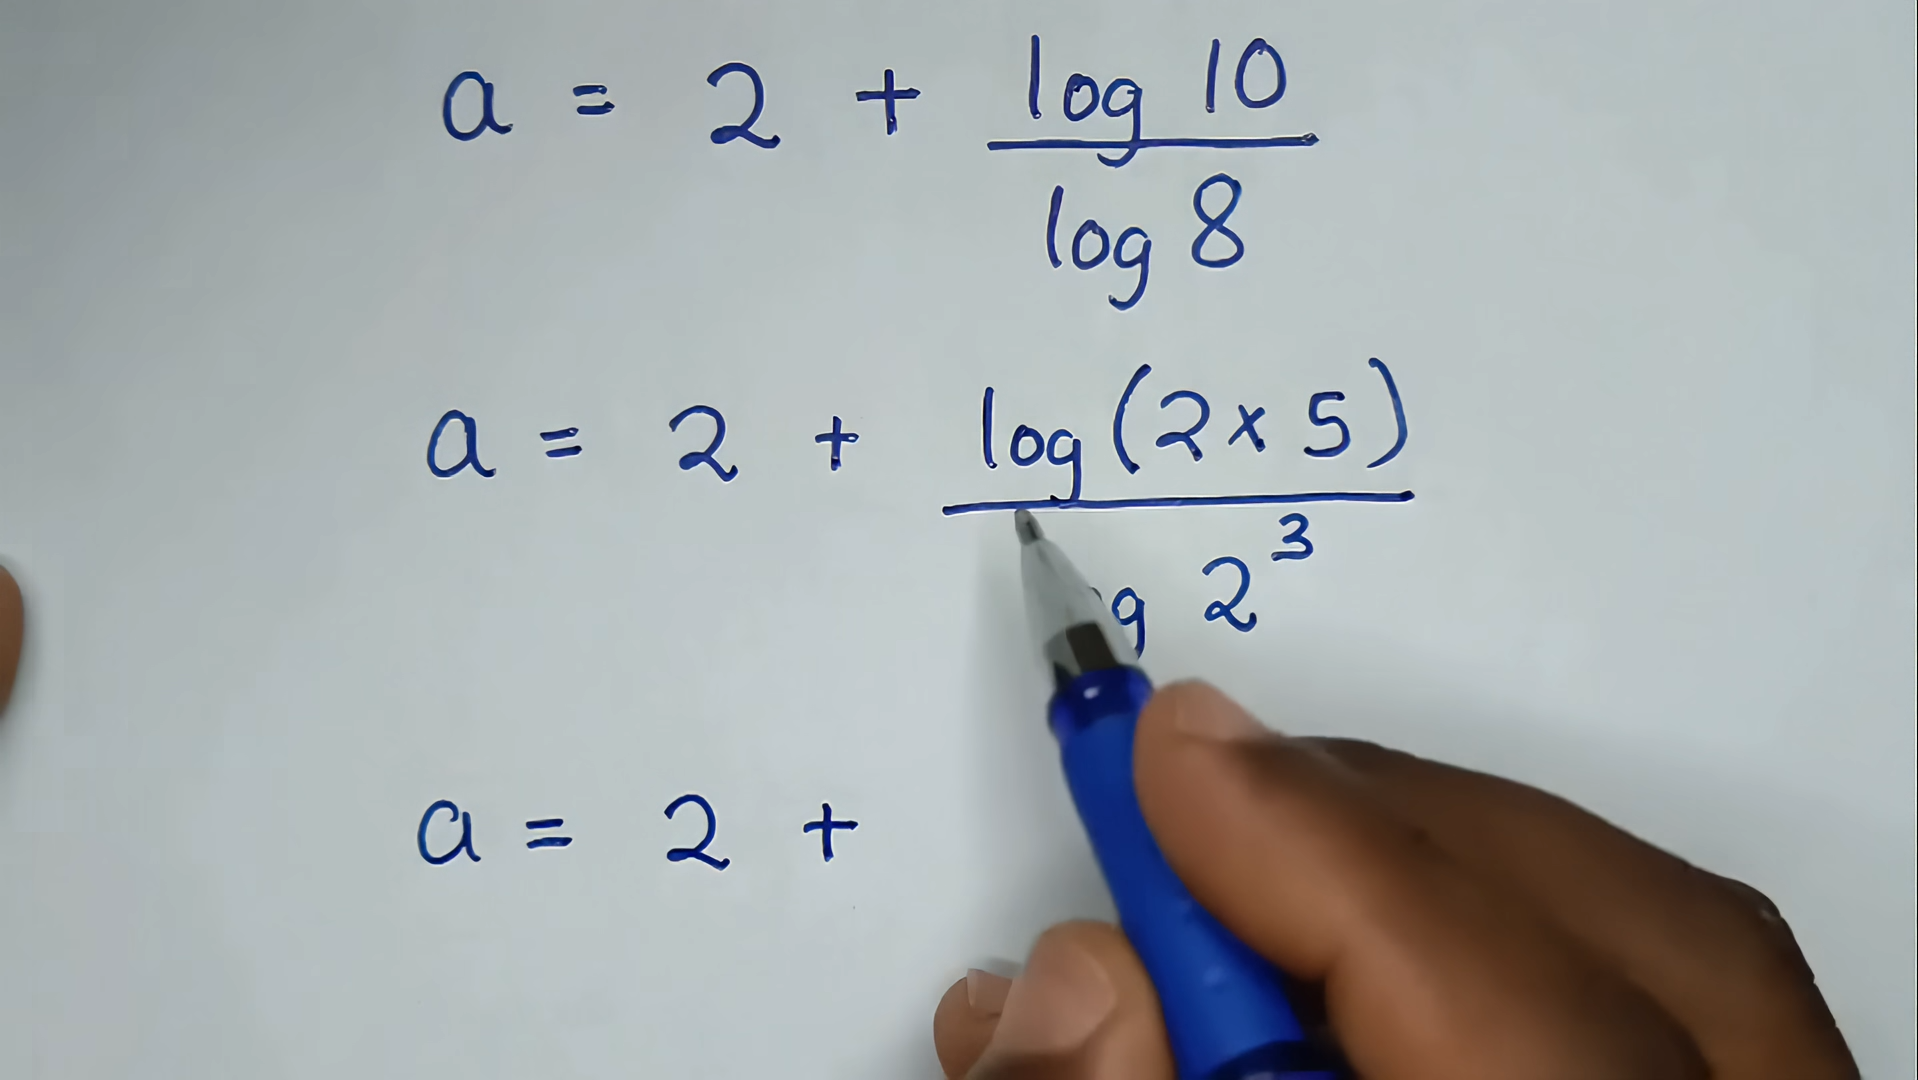 a = 2 + log 10
log 8
a = 2 + log (2 × 5)
g 2³
a = 2 +